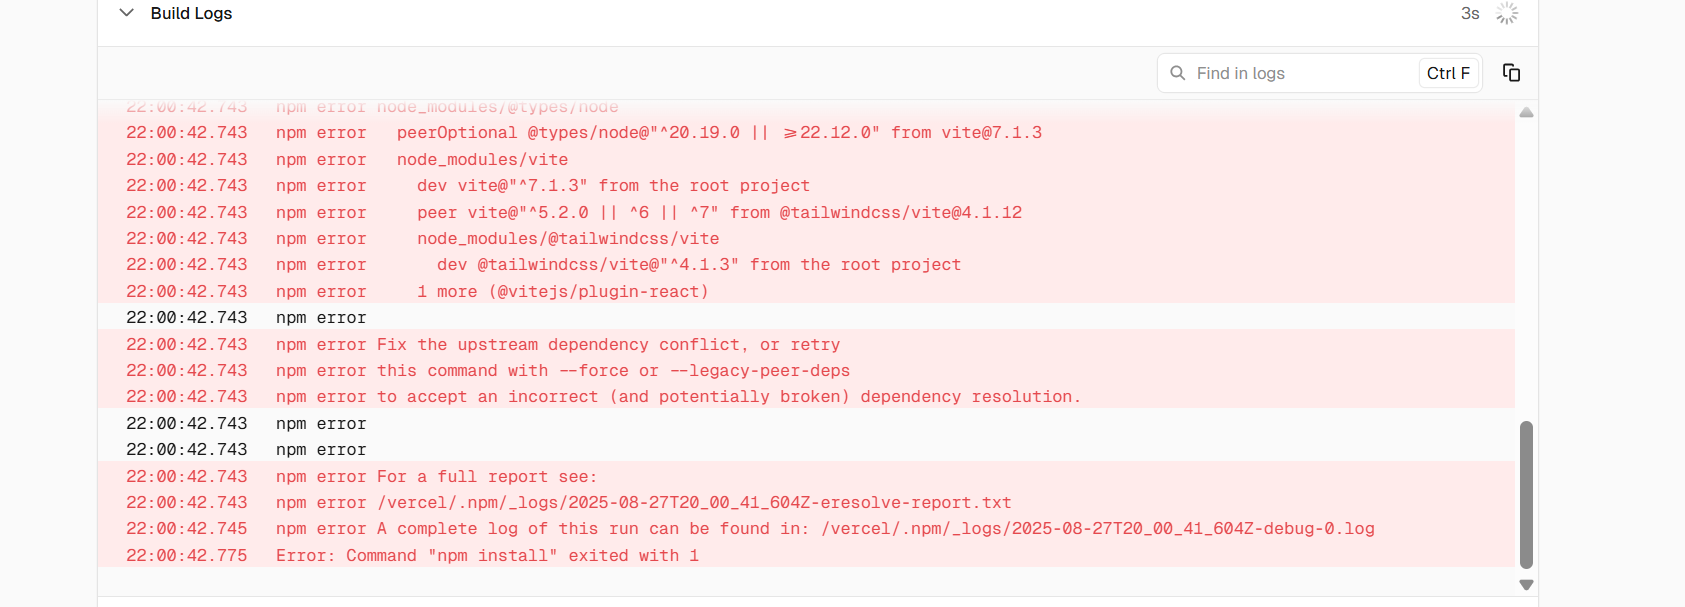 Build Logs
3s
Find in logs
Ctrl F
22:00:42.743 npm error node_modules/@types/node
22:00:42.743 npm error   peerOptional @types/node@"^20.19.0 || >=22.12.0" from vite@7.1.3
22:00:42.743 npm error   node_modules/vite
22:00:42.743 npm error     dev vite@"^7.1.3" from the root project
22:00:42.743 npm error     peer vite@"^5.2.0 || ^6 || ^7" from @tailwindcss/vite@4.1.12
22:00:42.743 npm error     node_modules/@tailwindcss/vite
22:00:42.743 npm error       dev @tailwindcss/vite@"^4.1.3" from the root project
22:00:42.743 npm error     1 more (@vitejs/plugin-react)
22:00:42.743 npm error
22:00:42.743 npm error Fix the upstream dependency conflict, or retry
22:00:42.743 npm error this command with --force or --legacy-peer-deps
22:00:42.743 npm error to accept an incorrect (and potentially broken) dependency resolution.
22:00:42.743 npm error
22:00:42.743 npm error
22:00:42.743 npm error For a full report see:
22:00:42.743 npm error /vercel/.npm/_logs/2025-08-27T20_00_41_604Z-eresolve-report.txt
22:00:42.745 npm error A complete log of this run can be found in: /vercel/.npm/_logs/2025-08-27T20_00_41_604Z-debug-0.log
22:00:42.775 Error: Command "npm install" exited with 1